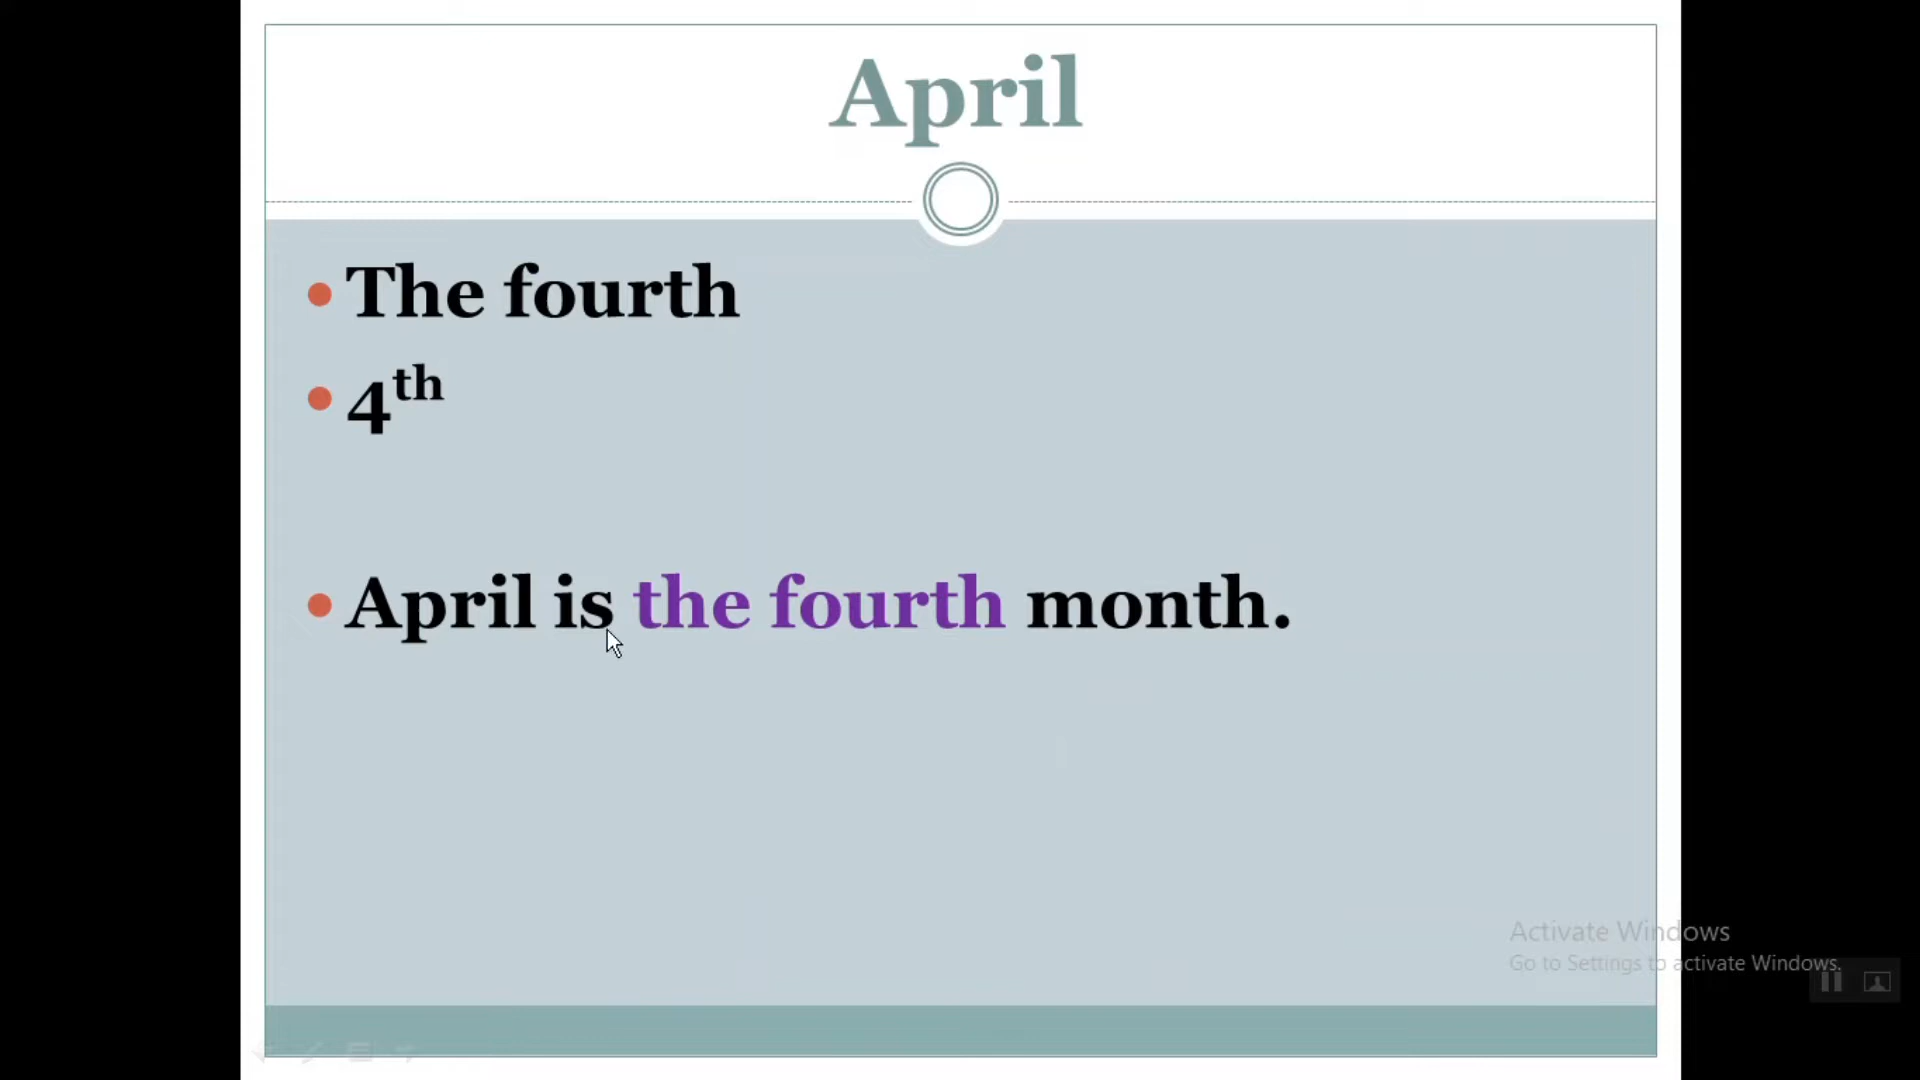 April
The fourth
4th
April is the fourth month.
Activate Windows
Go to Settings to activate Windows.